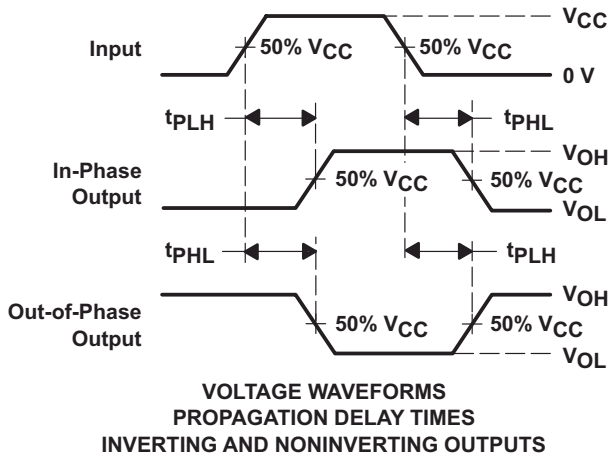 VCC
Input
50% VCC
50% VCC
0 V
tPLH
tPHL
VOH
In-Phase
Output
50% VCC
50% VCC
VOL
tPHL
tPLH
VOH
Out-of-Phase
Output
50% VCC
50% VCC
VOL
VOLTAGE WAVEFORMS
PROPAGATION DELAY TIMES
INVERTING AND NONINVERTING OUTPUTS